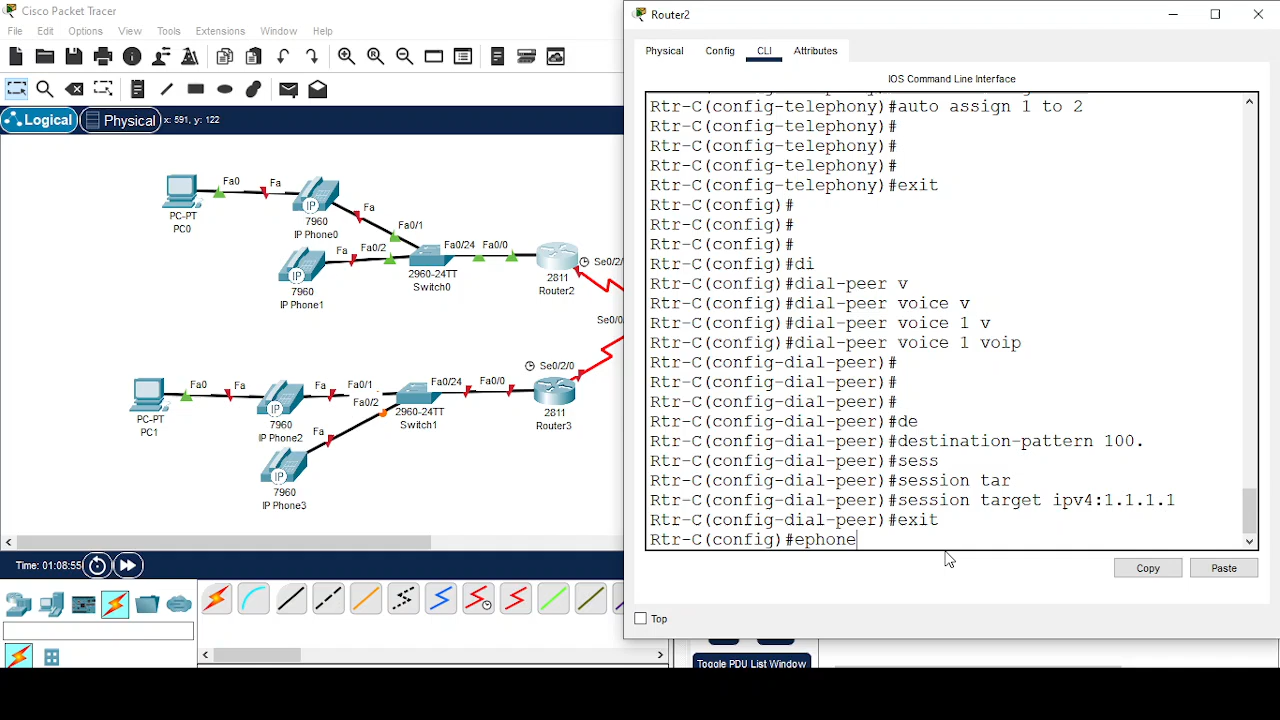 Cisco Packet Tracer
File Edit Options View Tools Extensions Window Help
Logical Physical x: 591, y: 122
PC-PT
PC0
Fa0
Fa
IP
7960
IP Phone0
Fa
Fa0/1
IP
7960
IP Phone1
Fa
Fa0/2
2960-24TT
Switch0
Fa0/24
Fa0/0
2811
Router2
Se0/2/
Se0/0
PC-PT
PC1
Fa0
Fa
IP
7960
IP Phone2
Fa
Fa0/1
Fa0/2
IP
7960
IP Phone3
Fa
2960-24TT
Switch1
Fa0/24
Fa0/0
2811
Router3
Se0/2/0
Time: 01:08:55
Toggle PDU List Window
Router2
Physical Config CLI Attributes
IOS Command Line Interface
Rtr-C(config-telephony)#auto assign 1 to 2
Rtr-C(config-telephony)#
Rtr-C(config-telephony)#
Rtr-C(config-telephony)#
Rtr-C(config-telephony)#exit
Rtr-C(config)#
Rtr-C(config)#
Rtr-C(config)#
Rtr-C(config)#di
Rtr-C(config)#dial-peer v
Rtr-C(config)#dial-peer voice v
Rtr-C(config)#dial-peer voice 1 v
Rtr-C(config)#dial-peer voice 1 voip
Rtr-C(config-dial-peer)#
Rtr-C(config-dial-peer)#
Rtr-C(config-dial-peer)#
Rtr-C(config-dial-peer)#de
Rtr-C(config-dial-peer)#destination-pattern 100.
Rtr-C(config-dial-peer)#sess
Rtr-C(config-dial-peer)#session tar
Rtr-C(config-dial-peer)#session target ipv4:1.1.1.1
Rtr-C(config-dial-peer)#exit
Rtr-C(config)#ephone
Copy Paste
Top